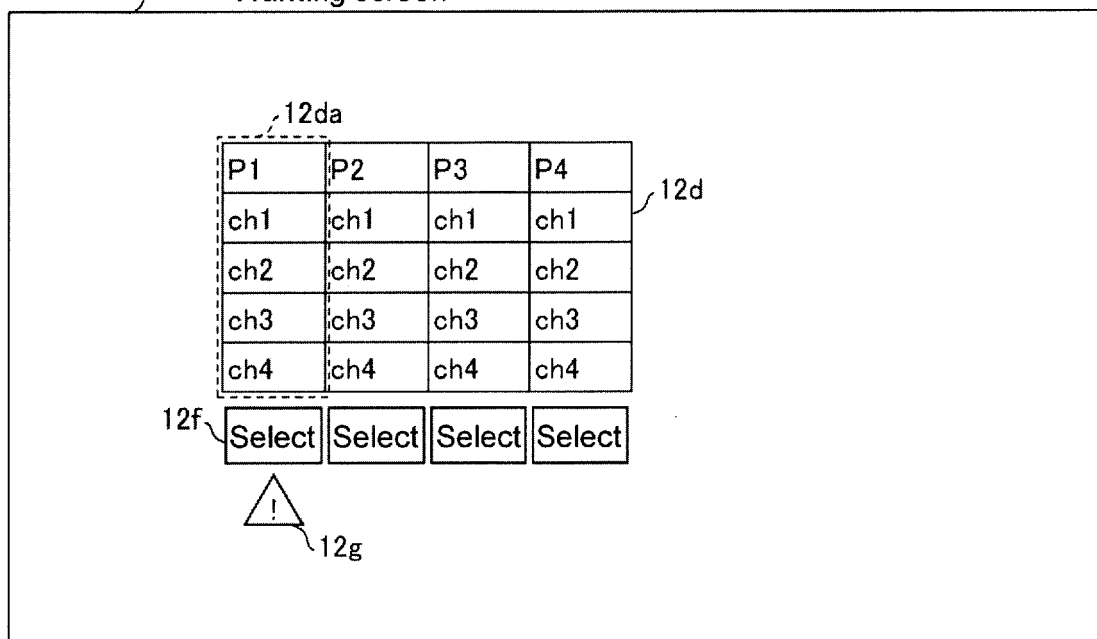 screen
12da
P1 P2 P3 P4
12d
ch1 ch1 ch1 ch1
ch2 ch2 ch2 ch2
ch3 ch3 ch3 ch3
ch4 ch4 ch4 ch4
12f
Select Select Select Select
!
12g